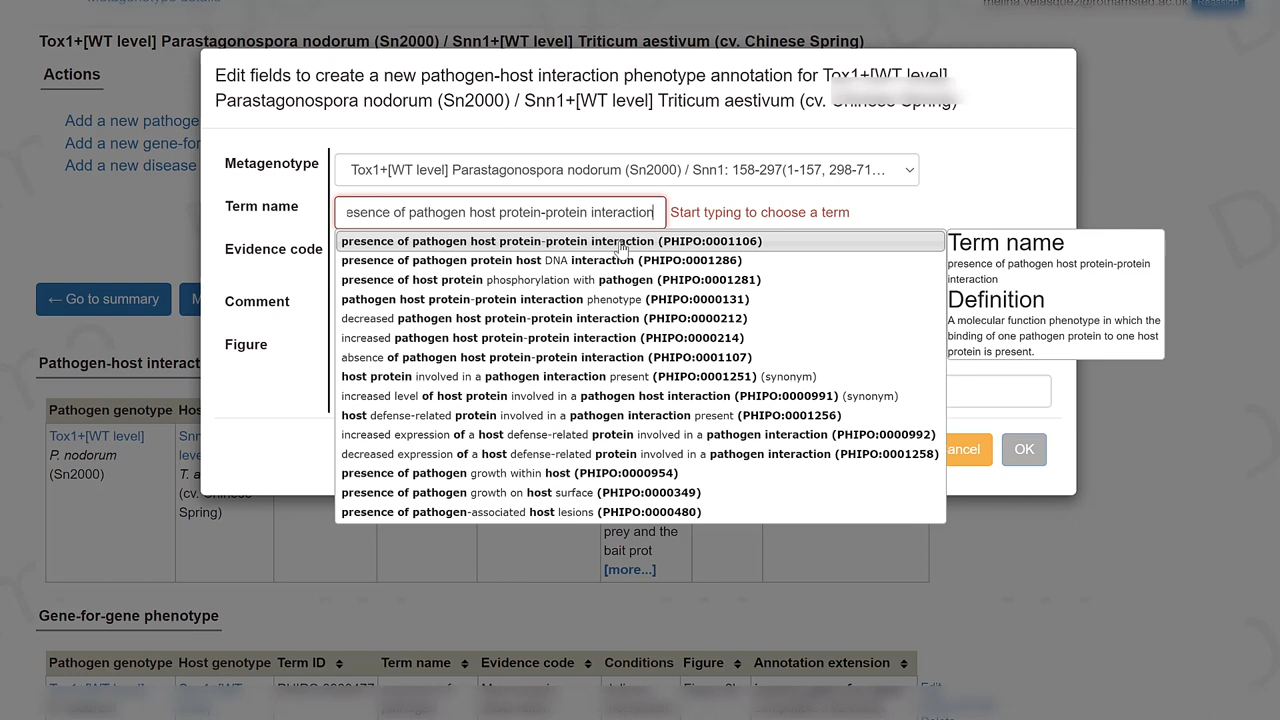 Metagenotype details
melina.velasquez@rothamsted.ac.uk
Reassign
Tox1+[WT level] Parastagonospora nodorum (Sn2000) / Snn1+[WT level] Triticum aestivum (cv. Chinese Spring)
Actions
Add a new pathoge
Add a new gene-for
Add a new disease
← Go to summary
Edit fields to create a new pathogen-host interaction phenotype annotation for Tox1+[WT level]
Parastagonospora nodorum (Sn2000) / Snn1+[WT level] Triticum aestivum (cv. Chinese Spring)
Metagenotype
Tox1+[WT level] Parastagonospora nodorum (Sn2000) / Snn1: 158-297(1-157, 298-71...
Term name
esence of pathogen host protein-protein interaction
Start typing to choose a term
Evidence code
Comment
Figure
presence of pathogen host protein-protein interaction (PHIPO:0001106)
presence of pathogen protein host DNA interaction (PHIPO:0001286)
presence of host protein phosphorylation with pathogen (PHIPO:0001281)
pathogen host protein-protein interaction phenotype (PHIPO:0000131)
decreased pathogen host protein-protein interaction (PHIPO:0000212)
increased pathogen host protein-protein interaction (PHIPO:0000214)
absence of pathogen host protein-protein interaction (PHIPO:0001107)
host protein involved in a pathogen interaction present (PHIPO:0001251) (synonym)
increased level of host protein involved in a pathogen host interaction (PHIPO:0000991) (synonym)
host defense-related protein involved in a pathogen interaction present (PHIPO:0001256)
increased expression of a host defense-related protein involved in a pathogen interaction (PHIPO:0000992)
decreased expression of a host defense-related protein involved in a pathogen interaction (PHIPO:0001258)
presence of pathogen growth within host (PHIPO:0000954)
presence of pathogen growth on host surface (PHIPO:0000349)
presence of pathogen-associated host lesions (PHIPO:0000480)
Term name
presence of pathogen host protein-protein
interaction
Definition
A molecular function phenotype in which the
binding of one pathogen protein to one host
protein is present.
ancel
OK
Pathogen-host interact
Pathogen genotype
Tox1+[WT level]
P. nodorum
(Sn2000)
(cv. Chinese
Spring)
prey and the
bait prot
[more...]
Gene-for-gene phenotype
Pathogen genotype Host genotype Term ID Term name Evidence code Conditions Figure Annotation extension